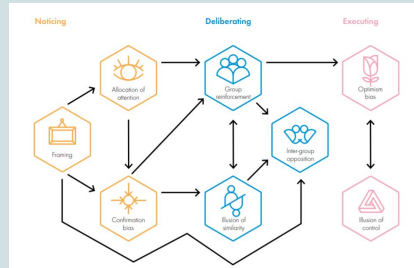 Noticing
Deliberating
Executing
Allocation of
attention
Group
reinforcement
Optimism
bias
Framing
Inter-group
opposition
Confirmation
bias
Illusion of
similarity
Illusion of
control